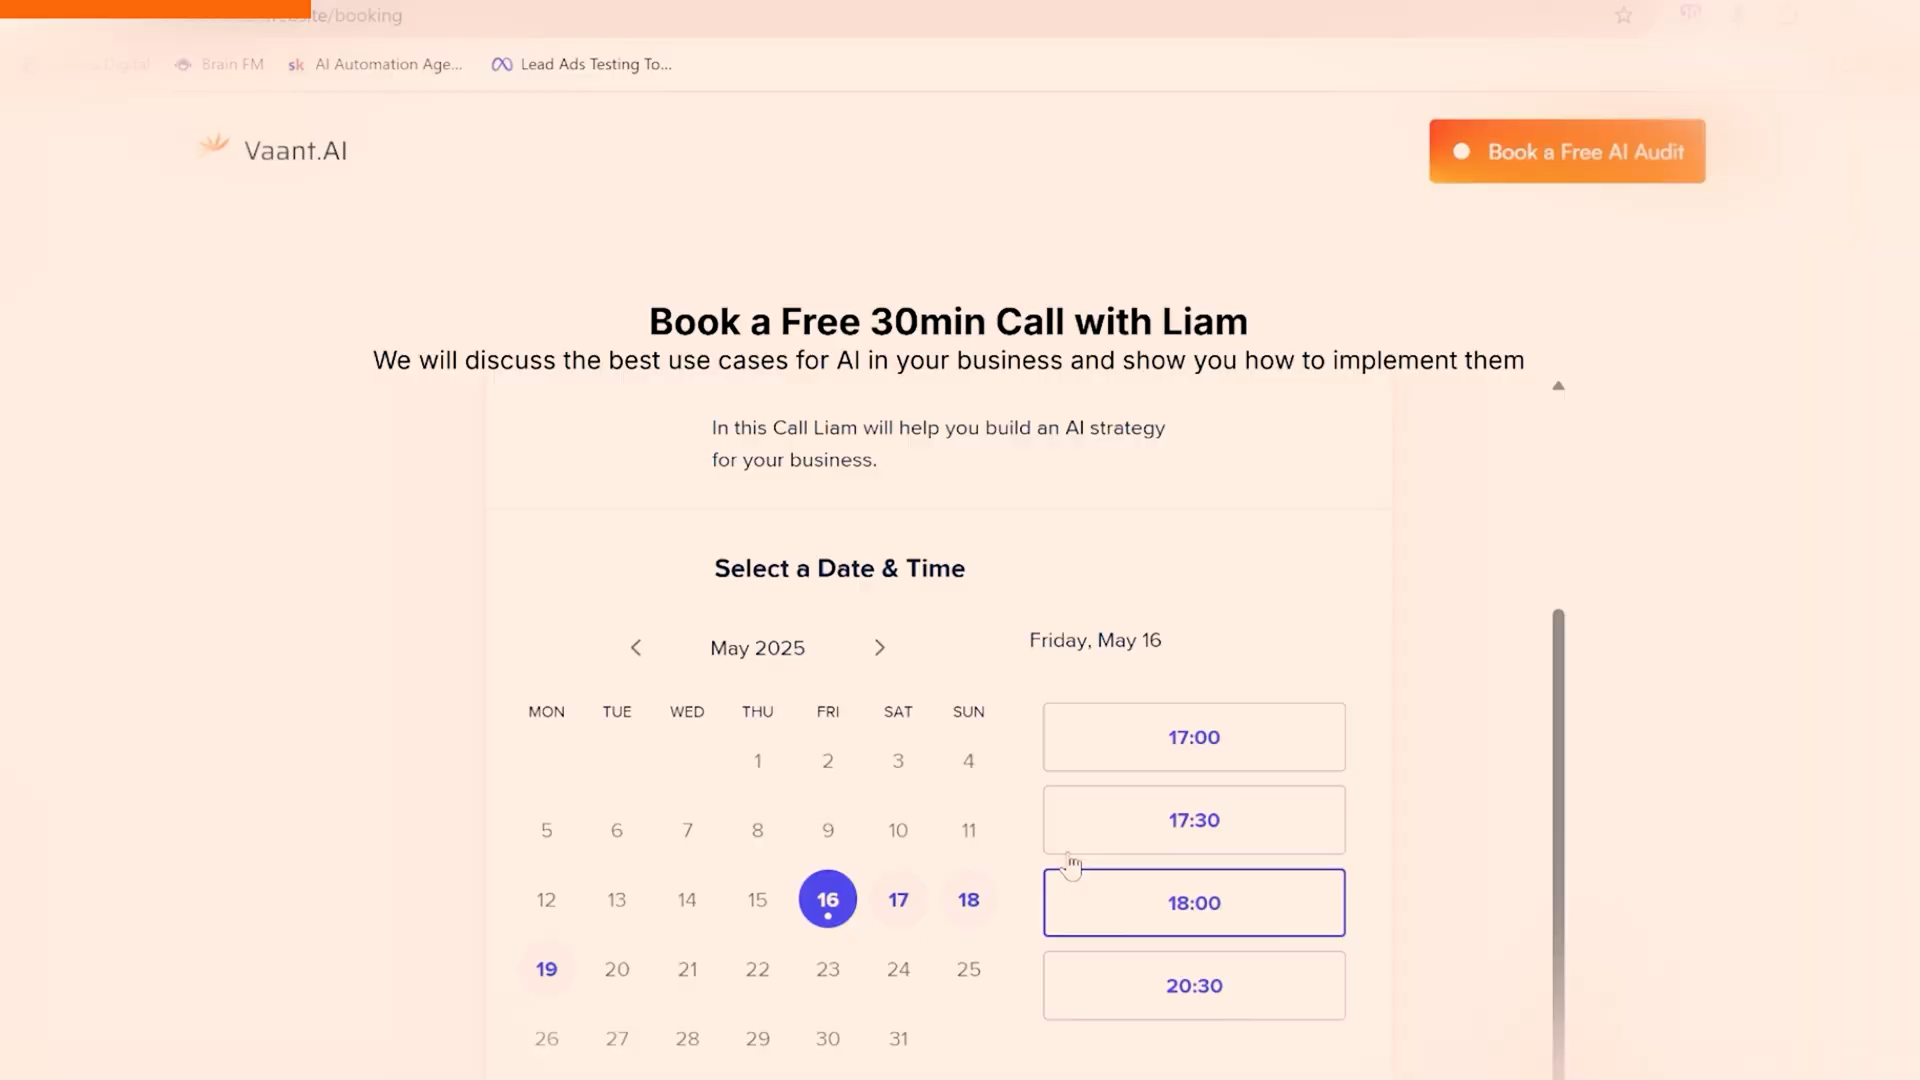 /booking
Brain FM
sk AI Automation Age...
Lead Ads Testing To...
Vaant.AI
Book a Free AI Audit
Book a Free 30min Call with Liam
We will discuss the best use cases for AI in your business and show you how to implement them
In this Call Liam will help you build an AI strategy
for your business.
Select a Date & Time
May 2025
Friday, May 16
MON TUE WED THU FRI SAT SUN
1 2 3 4
5 6 7 8 9 10 11
12 13 14 15 16 17 18
19 20 21 22 23 24 25
26 27 28 29 30 31
17:00
17:30
18:00
20:30